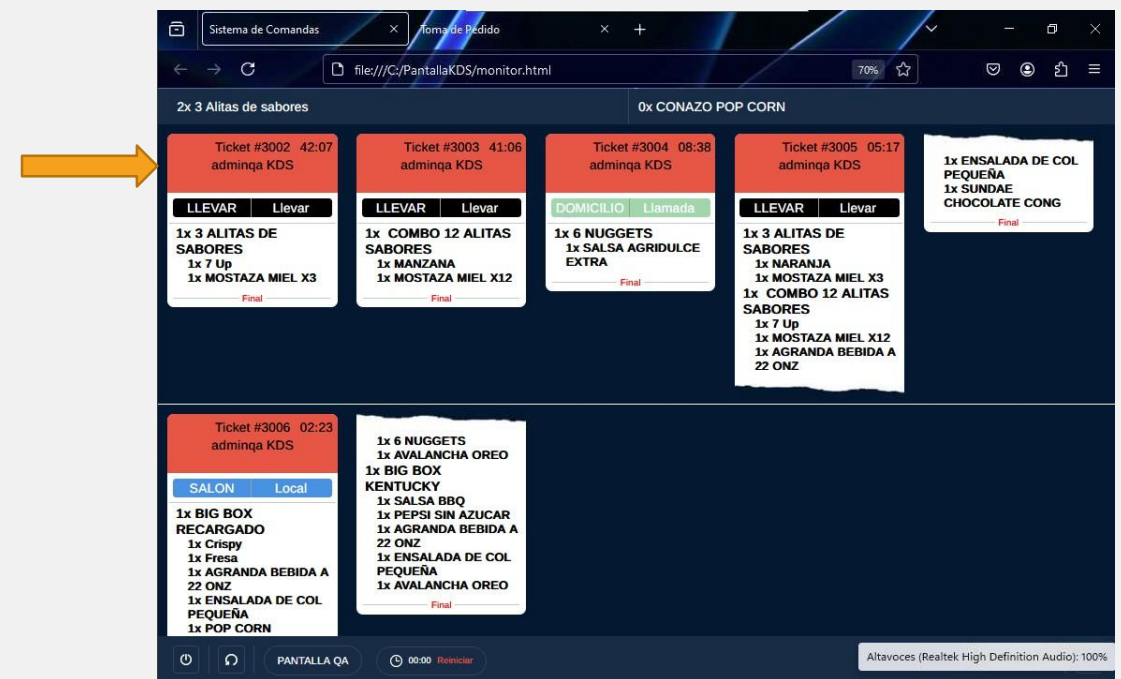 Sistema de Comandas
Toma de Pedido
file:///C:/PantallaKDS/monitor.html
70%
2x 3 Alitas de sabores
0x CONAZO POP CORN
Ticket #3002 42:07
adminqa KDS
LLEVAR Llevar
1x 3 ALITAS DE
SABORES
1x 7 Up
1x MOSTAZA MIEL X3
Final
Ticket #3003 41:06
adminqa KDS
LLEVAR Llevar
1x COMBO 12 ALITAS
SABORES
1x MANZANA
1x MOSTAZA MIEL X12
Final
Ticket #3004 08:38
adminqa KDS
DOMICILIO Llamada
1x 6 NUGGETS
1x SALSA AGRIDULCE
EXTRA
Final
Ticket #3005 05:17
adminqa KDS
LLEVAR Llevar
1x 3 ALITAS DE
SABORES
1x NARANJA
1x MOSTAZA MIEL X3
1x COMBO 12 ALITAS
SABORES
1x 7 Up
1x MOSTAZA MIEL X12
1x AGRANDA BEBIDA A
22 ONZ
1x ENSALADA DE COL
PEQUEÑA
1x SUNDAE
CHOCOLATE CONG
Final
Ticket #3006 02:23
adminqa KDS
SALON Local
1x BIG BOX
RECARGADO
1x Crispy
1x Fresa
1x AGRANDA BEBIDA A
22 ONZ
1x ENSALADA DE COL
PEQUEÑA
1x POP CORN
1x 6 NUGGETS
1x AVALANCHA OREO
1x BIG BOX
KENTUCKY
1x SALSA BBQ
1x PEPSI SIN AZUCAR
1x AGRANDA BEBIDA A
22 ONZ
1x ENSALADA DE COL
PEQUEÑA
1x AVALANCHA OREO
Final
PANTALLA QA
00:00 Reiniciar
Altavoces (Realtek High Definition Audio): 100%